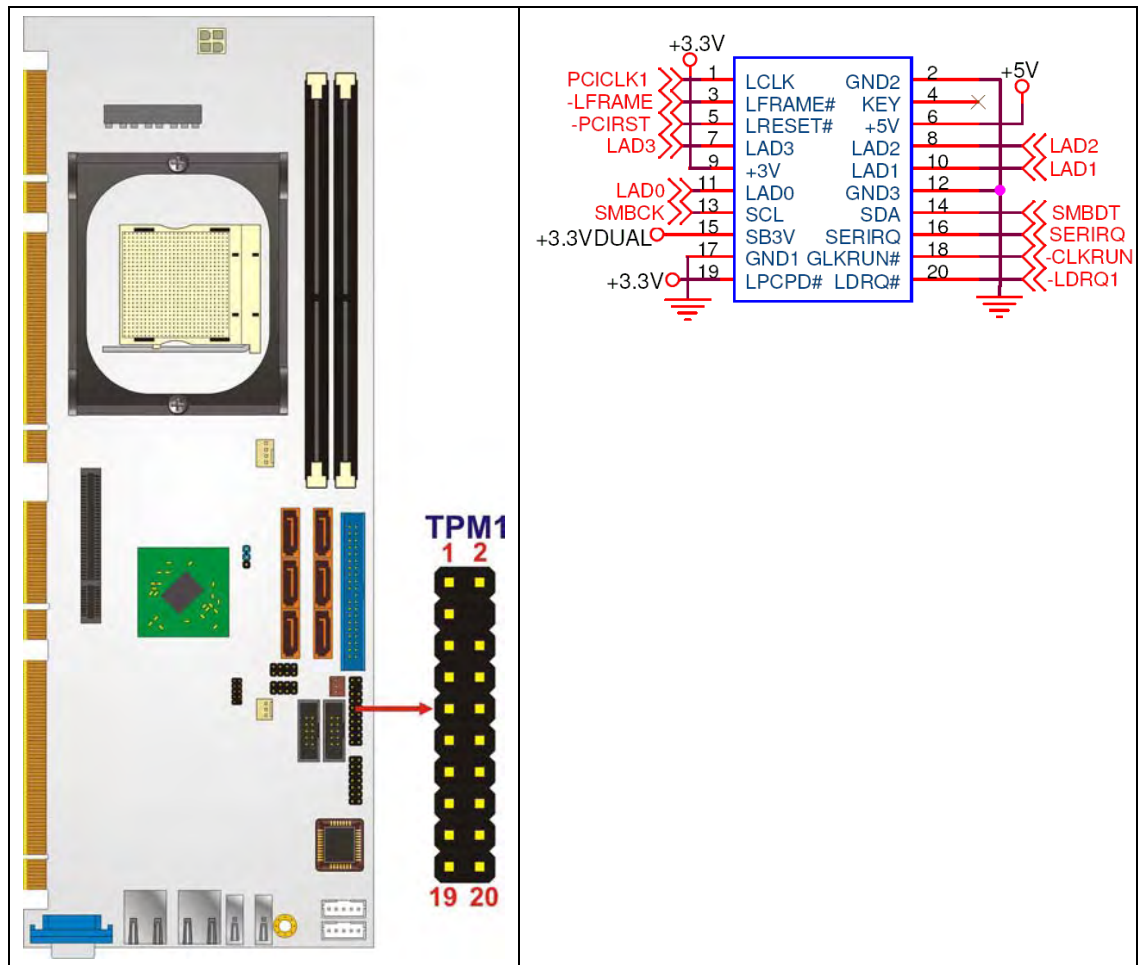 TPM1
1 2
19 20
+3.3V
+5V
PCICLK1 1 LCLK GND2 2
-LFRAME 3 LFRAME# KEY 4
-PCIRST 5 LRESET# +5V 6
LAD3 7 LAD3 LAD2 8 LAD2
9 +3V LAD1 10 LAD1
LAD0 11 LAD0 GND3 12
SMBCK 13 SCL SDA 14 SMBDT
+3.3VDUAL 15 SB3V SERIRQ 16 SERIRQ
17 GND1 GLKRUN# 18 -CLKRUN
+3.3V 19 LPCPD# LDRQ# 20 -LDRQ1